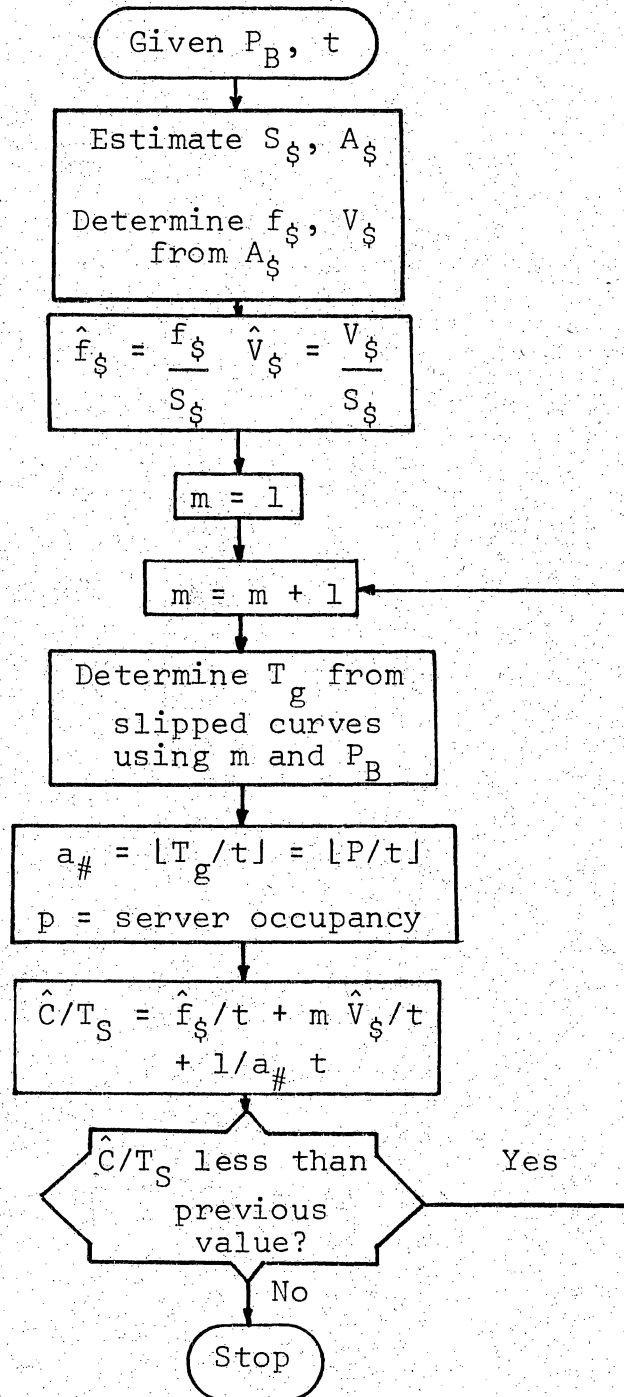 Given P_B, t
Estimate S_$, A_$
Determine f_$, V_$
from A_$
f̂_$ = f_$/S_$ V̂_$ = V_$/S_$
m = 1
m = m + 1
Determine T_g from
slipped curves
using m and P_B
a_# = ⌊T_g/t⌋ = ⌊P/t⌋
p = server occupancy
Ĉ/T_S = f̂_$/t + m V̂_$/t
+ 1/a_# t
Ĉ/T_S less than
previous
value?
Yes
No
Stop